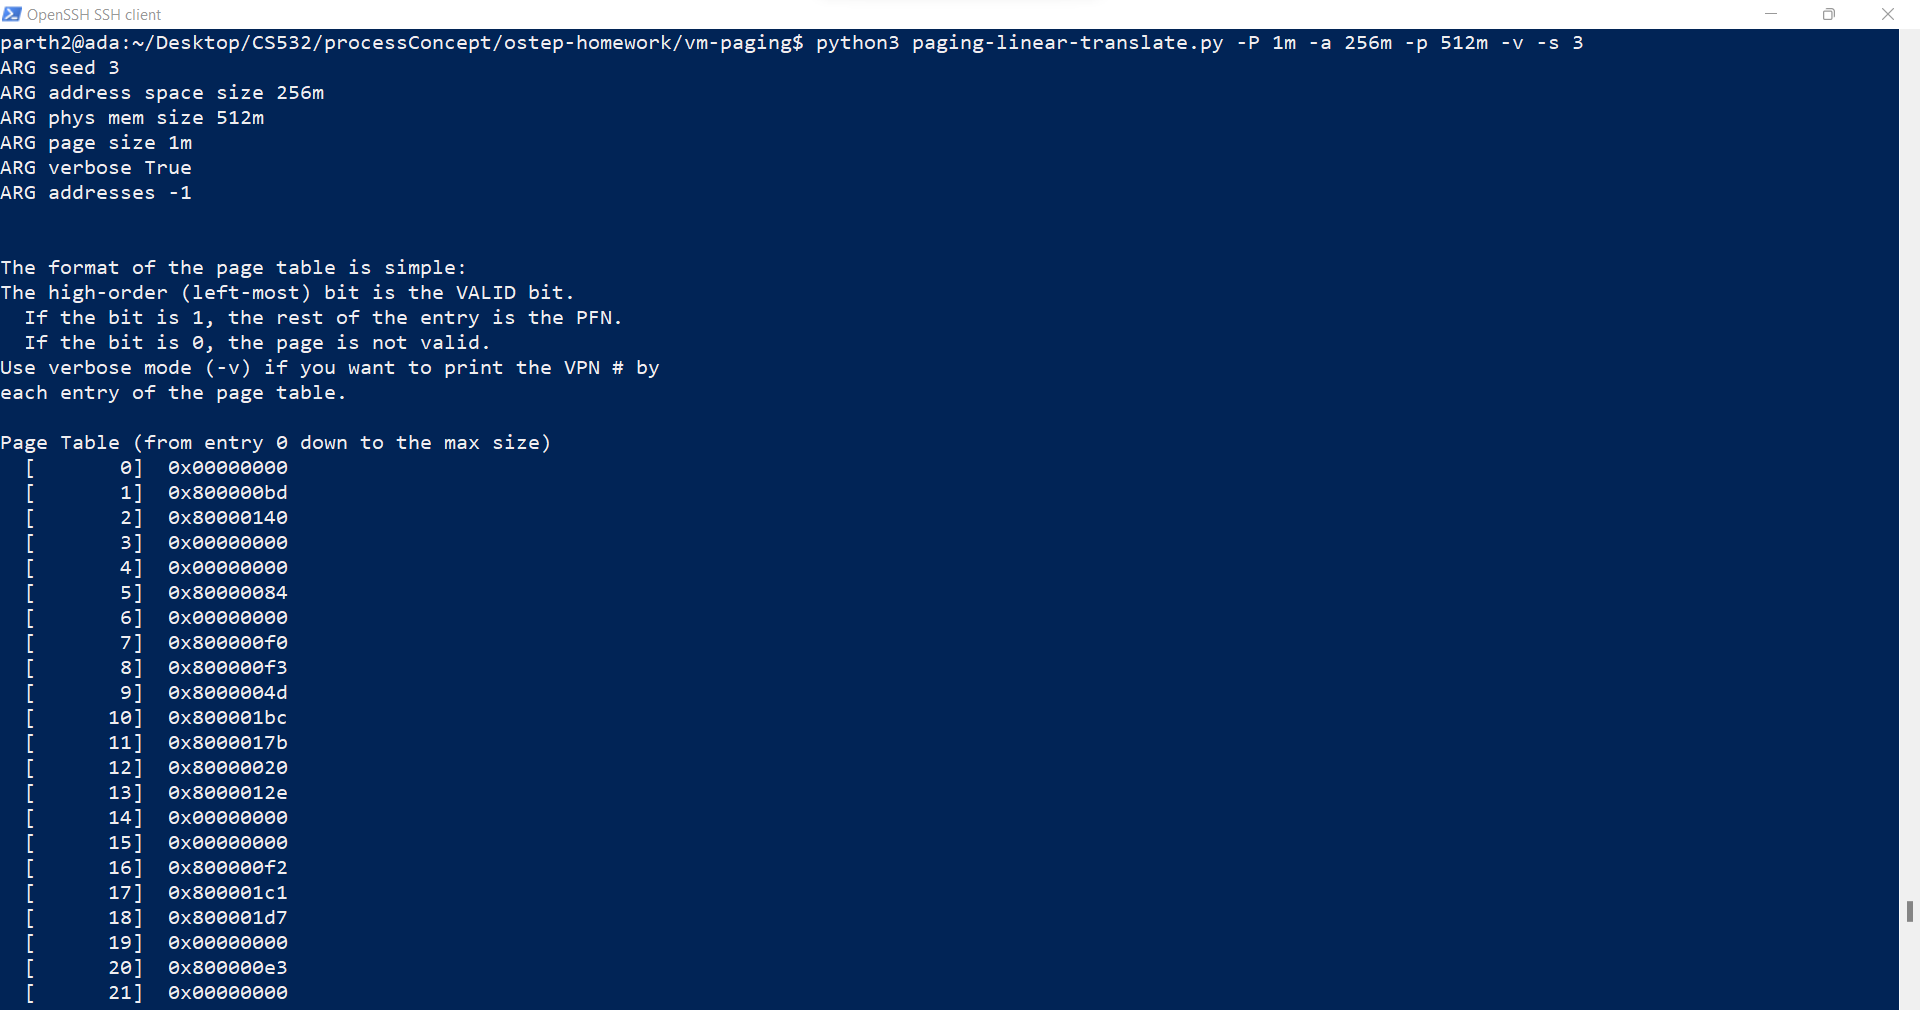 OpenSSH SSH client
parth2@ada:~/Desktop/CS532/processConcept/ostep-homework/vm-paging$ python3 paging-linear-translate.py -P 1m -a 256m -p 512m -v -s 3
ARG seed 3
ARG address space size 256m
ARG phys mem size 512m
ARG page size 1m
ARG verbose True
ARG addresses -1
The format of the page table is simple:
The high-order (left-most) bit is the VALID bit.
  If the bit is 1, the rest of the entry is the PFN.
  If the bit is 0, the page is not valid.
Use verbose mode (-v) if you want to print the VPN # by
each entry of the page table.
Page Table (from entry 0 down to the max size)
  [       0]  0x00000000
  [       1]  0x800000bd
  [       2]  0x80000140
  [       3]  0x00000000
  [       4]  0x00000000
  [       5]  0x80000084
  [       6]  0x00000000
  [       7]  0x800000f0
  [       8]  0x800000f3
  [       9]  0x8000004d
  [      10]  0x800001bc
  [      11]  0x8000017b
  [      12]  0x80000020
  [      13]  0x8000012e
  [      14]  0x00000000
  [      15]  0x00000000
  [      16]  0x800000f2
  [      17]  0x800001c1
  [      18]  0x800001d7
  [      19]  0x00000000
  [      20]  0x800000e3
  [      21]  0x00000000